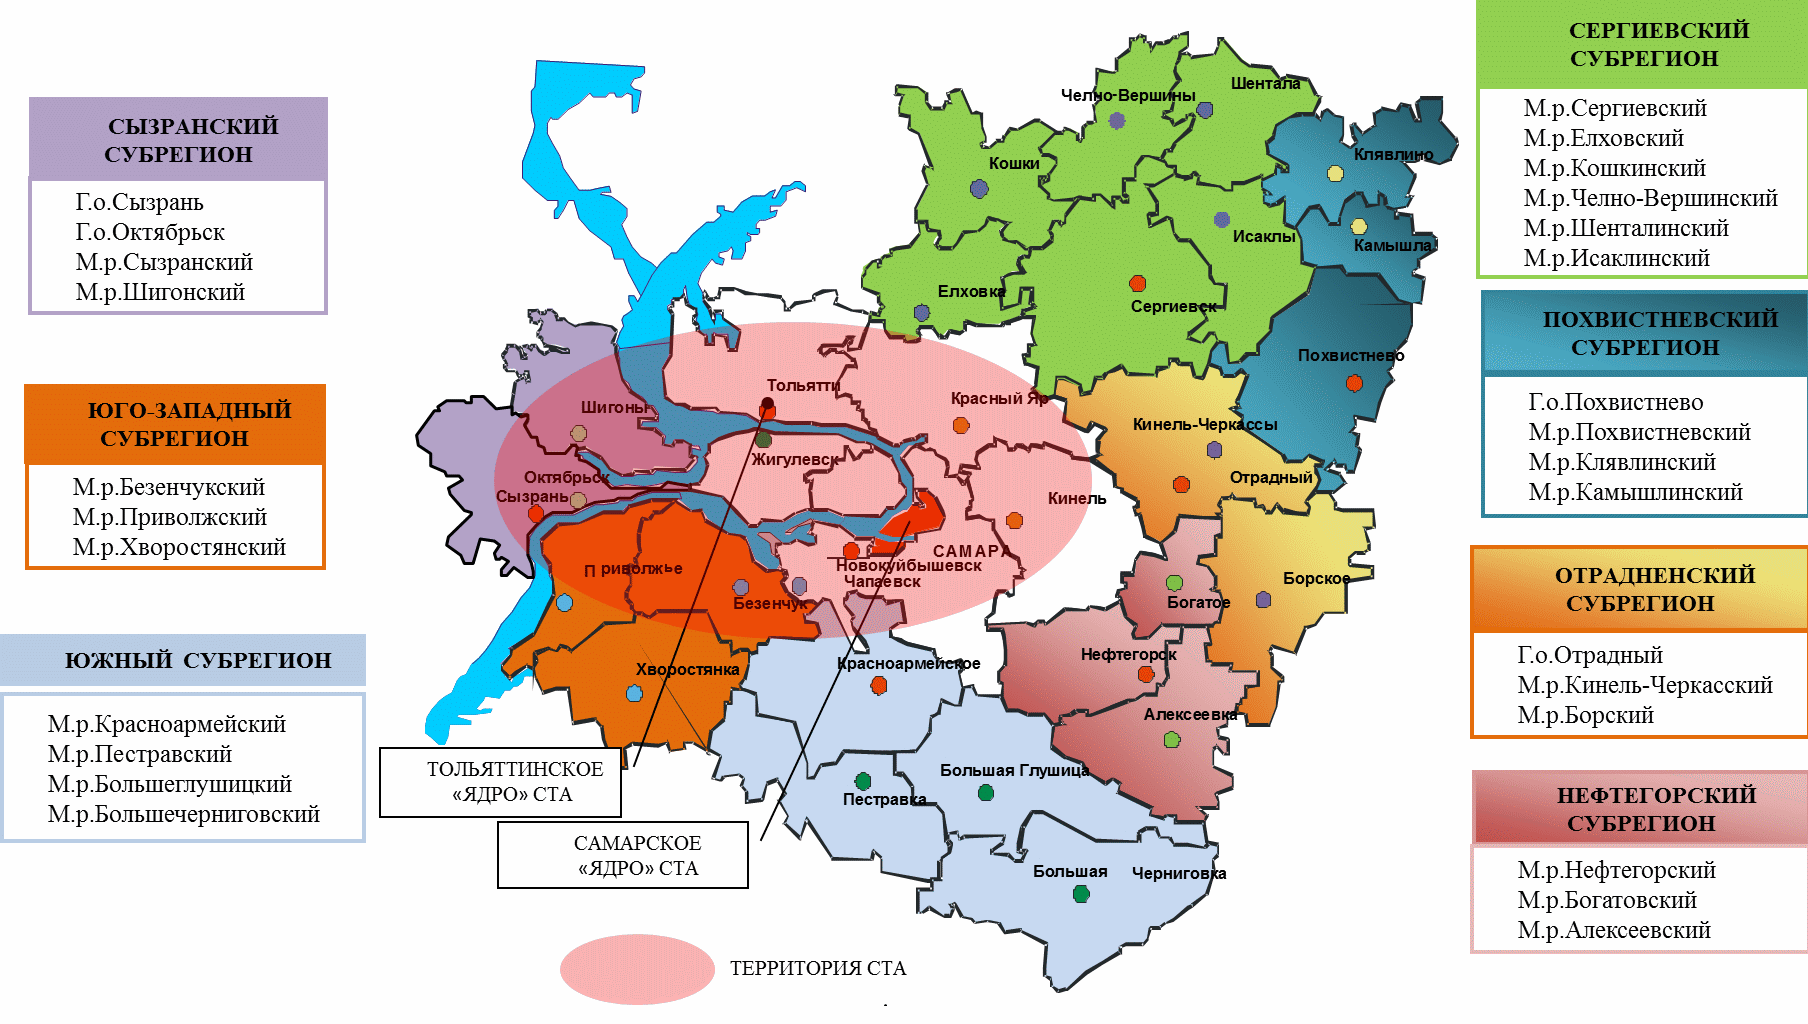 СЫЗРАНСКИЙ
СУБРЕГИОН
Г.о.Сызрань
Г.о.Октябрьск
М.р.Сызранский
М.р.Шигонский
ЮГО-ЗАПАДНЫЙ
СУБРЕГИОН
М.р.Безенчукский
М.р.Приволжский
М.р.Хворостянский
ЮЖНЫЙ СУБРЕГИОН
М.р.Красноармейский
М.р.Пестравский
М.р.Большеглушицкий
М.р.Большечерниговский
Шентала
Челно-Вершины
Кошки
Клявлино
Исаклы
Камышла
Елховка
Сергиевск
Похвистнево
Тольятти
Красный Яр
Шигоны
Кинель-Черкассы
Жигулевск
Октябрьск
Отрадный
Сызрань
Кинель
САМАРА
Новокуйбышевск
Приволжье
Чапаевск
Борское
Безенчук
Богатое
Нефтегорск
Красноармейское
Хворостянка
Алексеевка
Большая Глушица
Пестравка
Большая Черниговка
ТОЛЬЯТТИНСКОЕ
«ЯДРО» СТА
САМАРСКОЕ
«ЯДРО» СТА
ТЕРРИТОРИЯ СТА
СЕРГИЕВСКИЙ
СУБРЕГИОН
М.р.Сергиевский
М.р.Елховский
М.р.Кошкинский
М.р.Челно-Вершинский
М.р.Шенталинский
М.р.Исаклинский
ПОХВИСТНЕВСКИЙ
СУБРЕГИОН
Г.о.Похвистнево
М.р.Похвистневский
М.р.Клявлинский
М.р.Камышлинский
ОТРАДНЕНСКИЙ
СУБРЕГИОН
Г.о.Отрадный
М.р.Кинель-Черкасский
М.р.Борский
НЕФТЕГОРСКИЙ
СУБРЕГИОН
М.р.Нефтегорский
М.р.Богатовский
М.р.Алексеевский